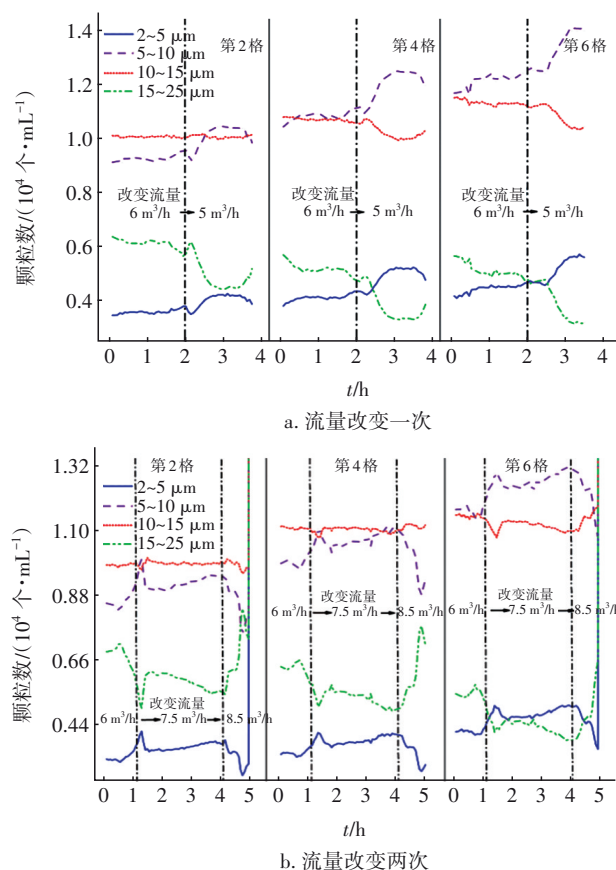 1.4
1.2
1.0
0.8
0.6
0.4
颗粒数/(10⁴ 个·mL⁻¹)
2~5 μm
5~10 μm
10~15 μm
15~25 μm
第2格
第4格
第6格
改变流量
6 m³/h 5 m³/h
改变流量
6 m³/h 5 m³/h
改变流量
6 m³/h 5 m³/h
0 1 2 3 4 0 1 2 3 4 0 1 2 3 4
t/h
a. 流量改变一次
1.32
1.10
0.88
0.66
0.44
颗粒数/(10⁴ 个·mL⁻¹)
第2格
第4格
第6格
2~5 μm
5~10 μm
10~15 μm
15~25 μm
改变流量
6 m³/h 7.5 m³/h 8.5 m³/h
改变流量
6 m³/h 7.5 m³/h 8.5 m³/h
改变流量
6 m³/h 7.5 m³/h 8.5 m³/h
0 1 2 3 4 5 0 1 2 3 4 5 0 1 2 3 4 5
t/h
b. 流量改变两次